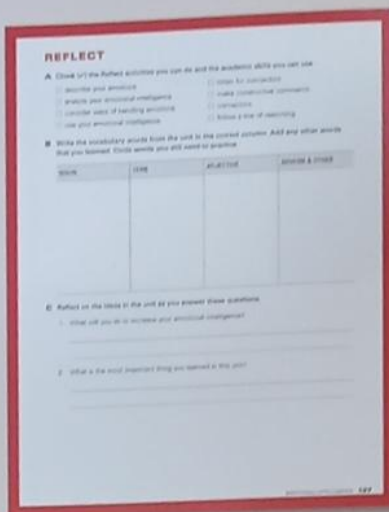 REFLECT
A Check (✓) the Reflect activities you can do and the academic skills you can use.
describe your emotions
analyze your emotional intelligence
consider ways of handling emotions
use your emotional intelligence
listen for
make constructive comments
follow a line of reasoning
B Write the vocabulary words from the unit in the correct column. Add any other words
that you learned. Circle words you still need to practice.
NOUN VERB ADJECTIVE ADVERB & OTHER
C Reflect on the ideas in the unit as you answer these questions.
1 What will you do to increase your emotional intelligence?
2 What is the most important thing you learned in this unit?
127